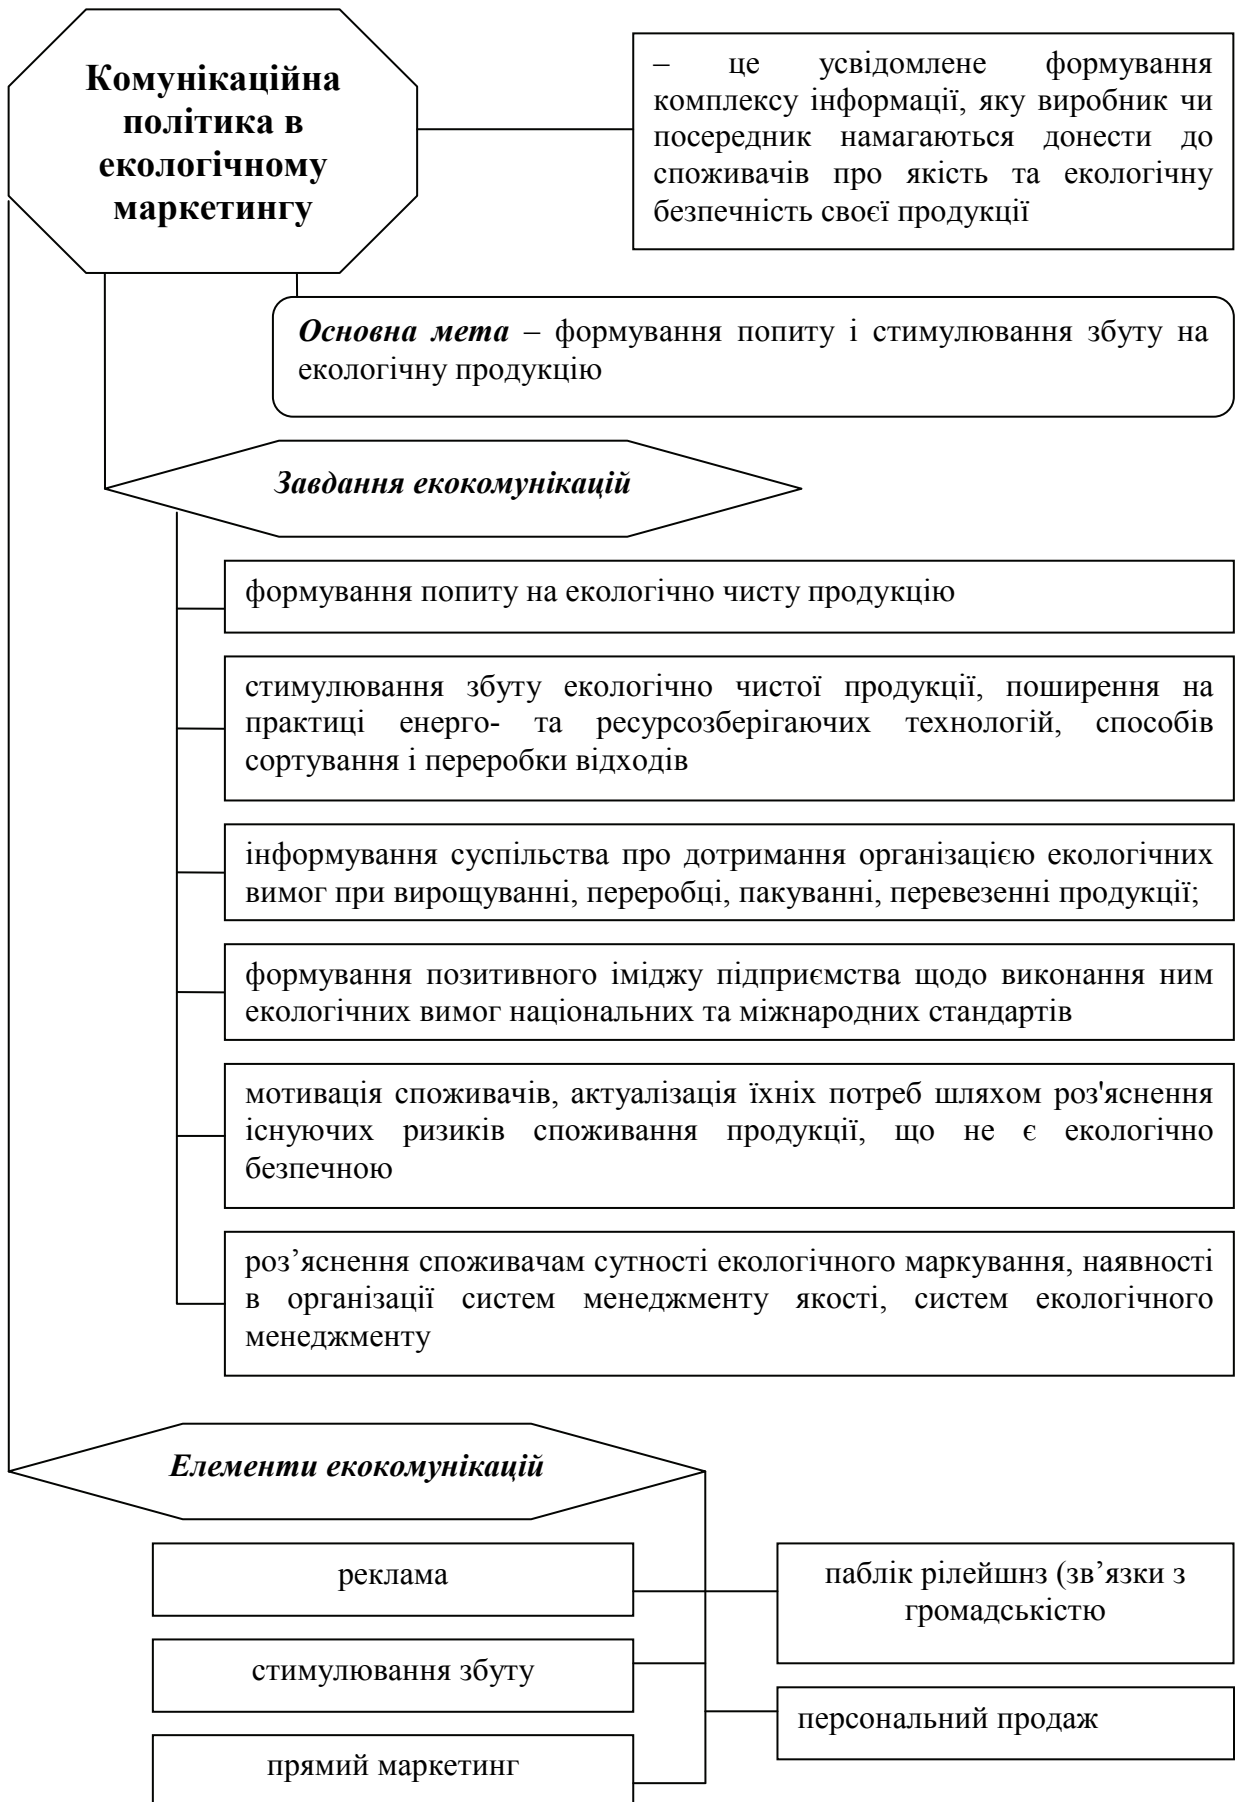 Комунікаційна
політика в
екологічному
маркетингу
– це усвідомлене формування
комплексу інформації, яку виробник чи
посередник намагаються донести до
споживачів про якість та екологічну
безпечність своєї продукції
Основна мета – формування попиту і стимулювання збуту на
екологічну продукцію
Завдання екокомунікацій
формування попиту на екологічно чисту продукцію
стимулювання збуту екологічно чистої продукції, поширення на
практиці енерго- та ресурсозберігаючих технологій, способів
сортування і переробки відходів
інформування суспільства про дотримання організацією екологічних
вимог при вирощуванні, переробці, пакуванні, перевезенні продукції;
формування позитивного іміджу підприємства щодо виконання ним
екологічних вимог національних та міжнародних стандартів
мотивація споживачів, актуалізація їхніх потреб шляхом роз'яснення
існуючих ризиків споживання продукції, що не є екологічно
безпечною
роз’яснення споживачам сутності екологічного маркування, наявності
в організації систем менеджменту якості, систем екологічного
менеджменту
Елементи екокомунікацій
реклама
паблік рілейшнз (зв’язки з
громадськістю
стимулювання збуту
персональний продаж
прямий маркетинг